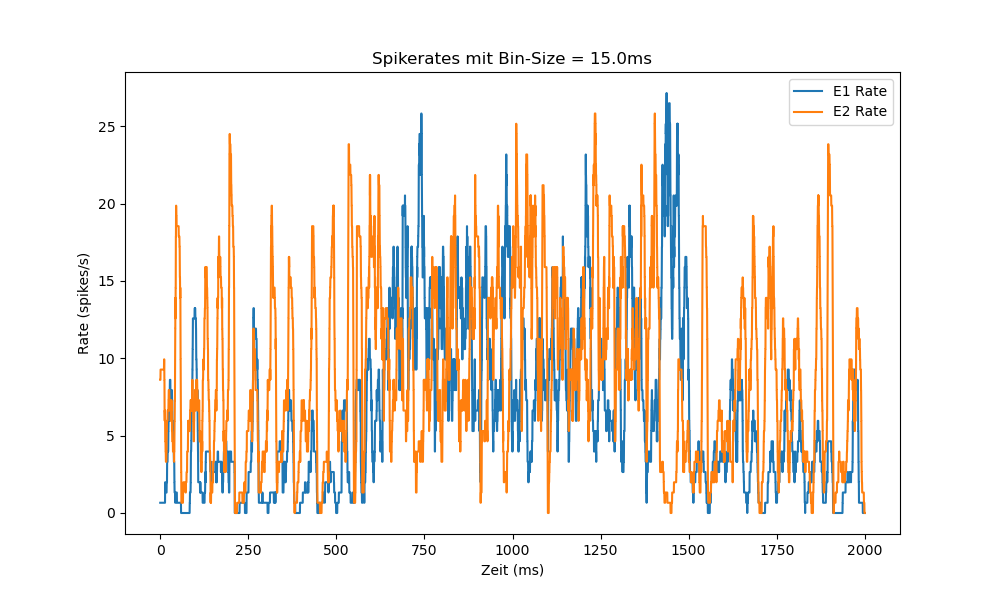 Spikerates mit Bin-Size = 15.0ms
E1 Rate
E2 Rate
Rate (spikes/s)
25
20
15
10
5
0
0 250 500 750 1000 1250 1500 1750 2000
Zeit (ms)